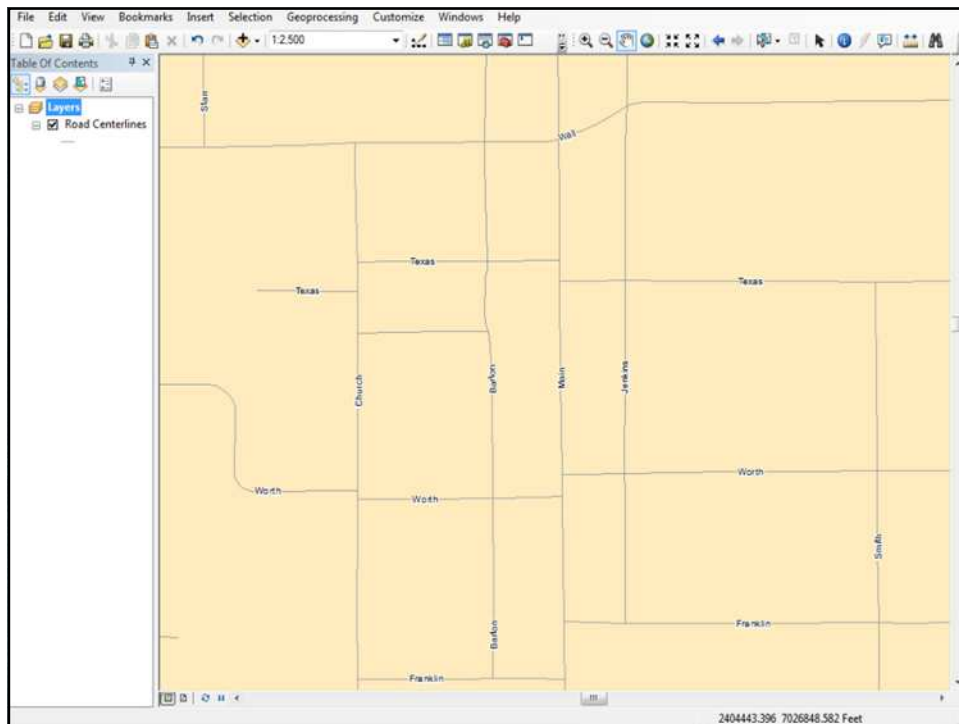 File Edit View Bookmarks Insert Selection Geoprocessing Customize Windows Help
1:2,500
Table Of Contents
Layers
Road Centerlines
Starr
Wall
Texas
Texas
Texas
Church
Barton
Main
Jenkins
Worth
Worth
Worth
Smith
Barton
Franklin
Franklin
2404443.396 7026848.582 Feet